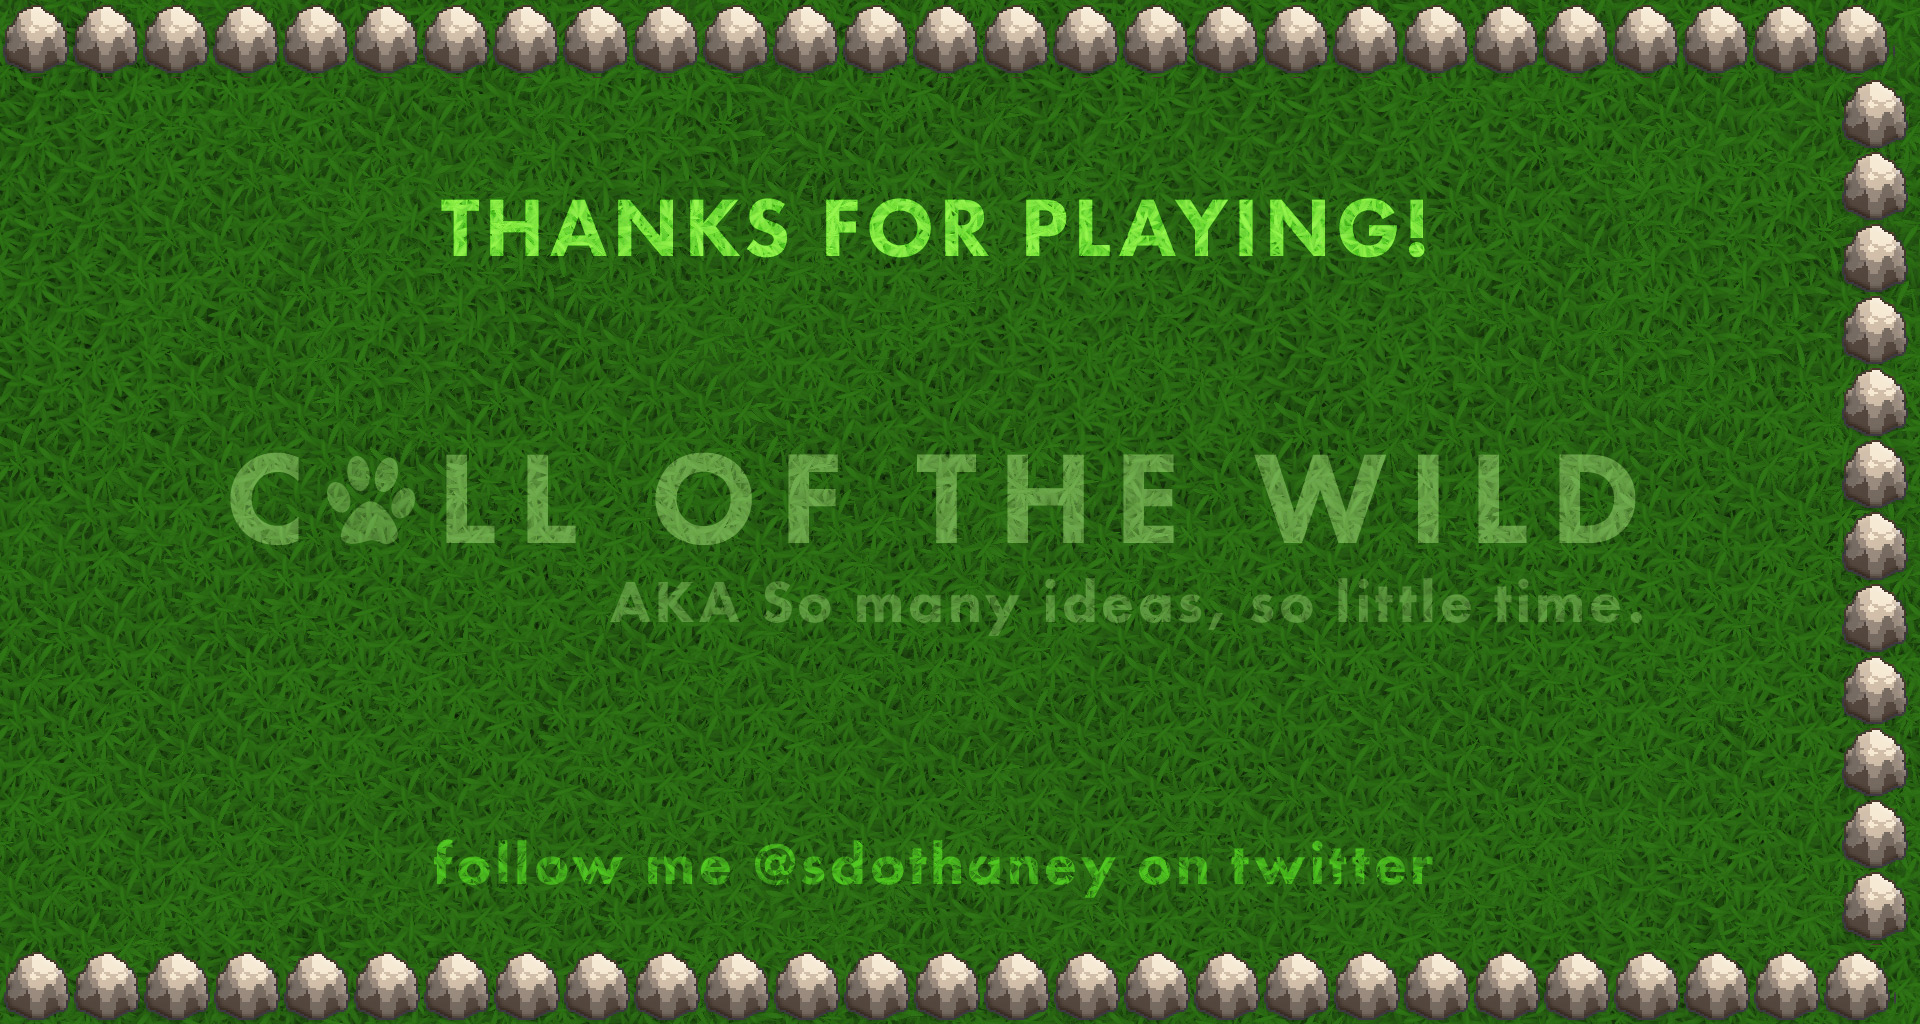 THANKS FOR PLAYING!
CALL OF THE WILD
AKA So many ideas, so little time.
follow me @sdothaney on twitter